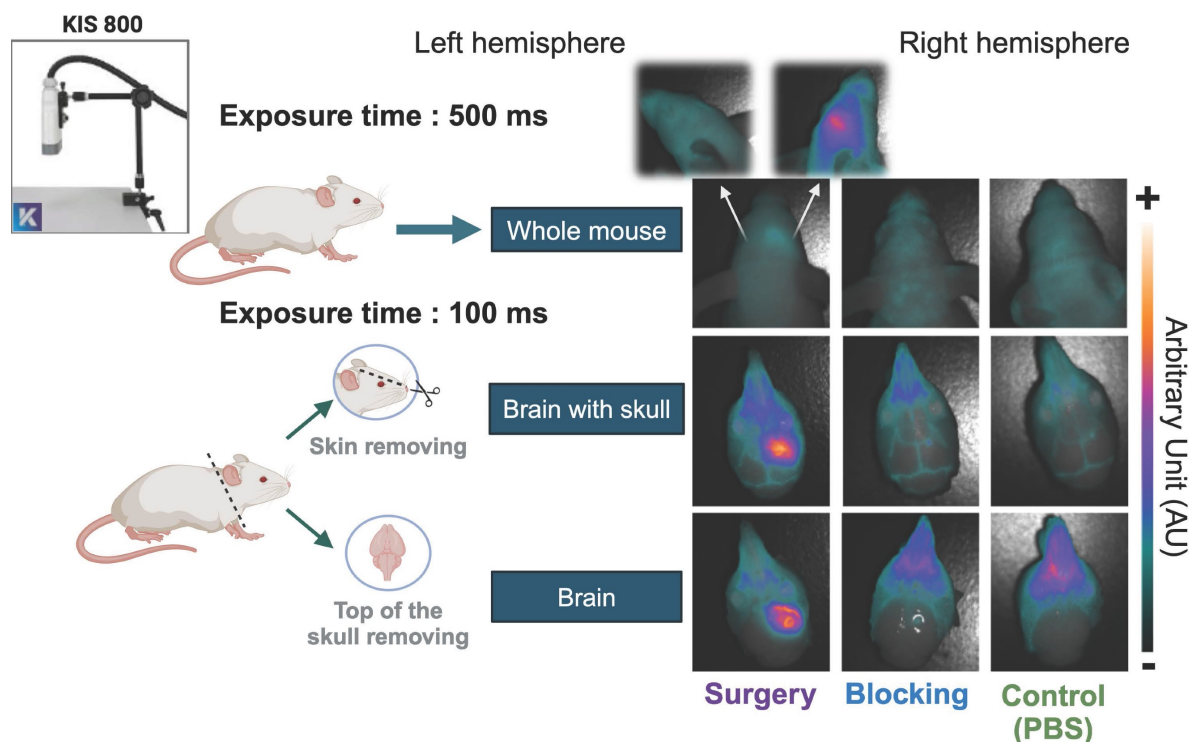 KIS 800
K
Left hemisphere
Right hemisphere
Exposure time : 500 ms
Whole mouse
Exposure time : 100 ms
Skin removing
Brain with skull
Top of the
skull removing
Brain
+
Arbitrary Unit (AU)
-
Surgery
Blocking
Control
(PBS)